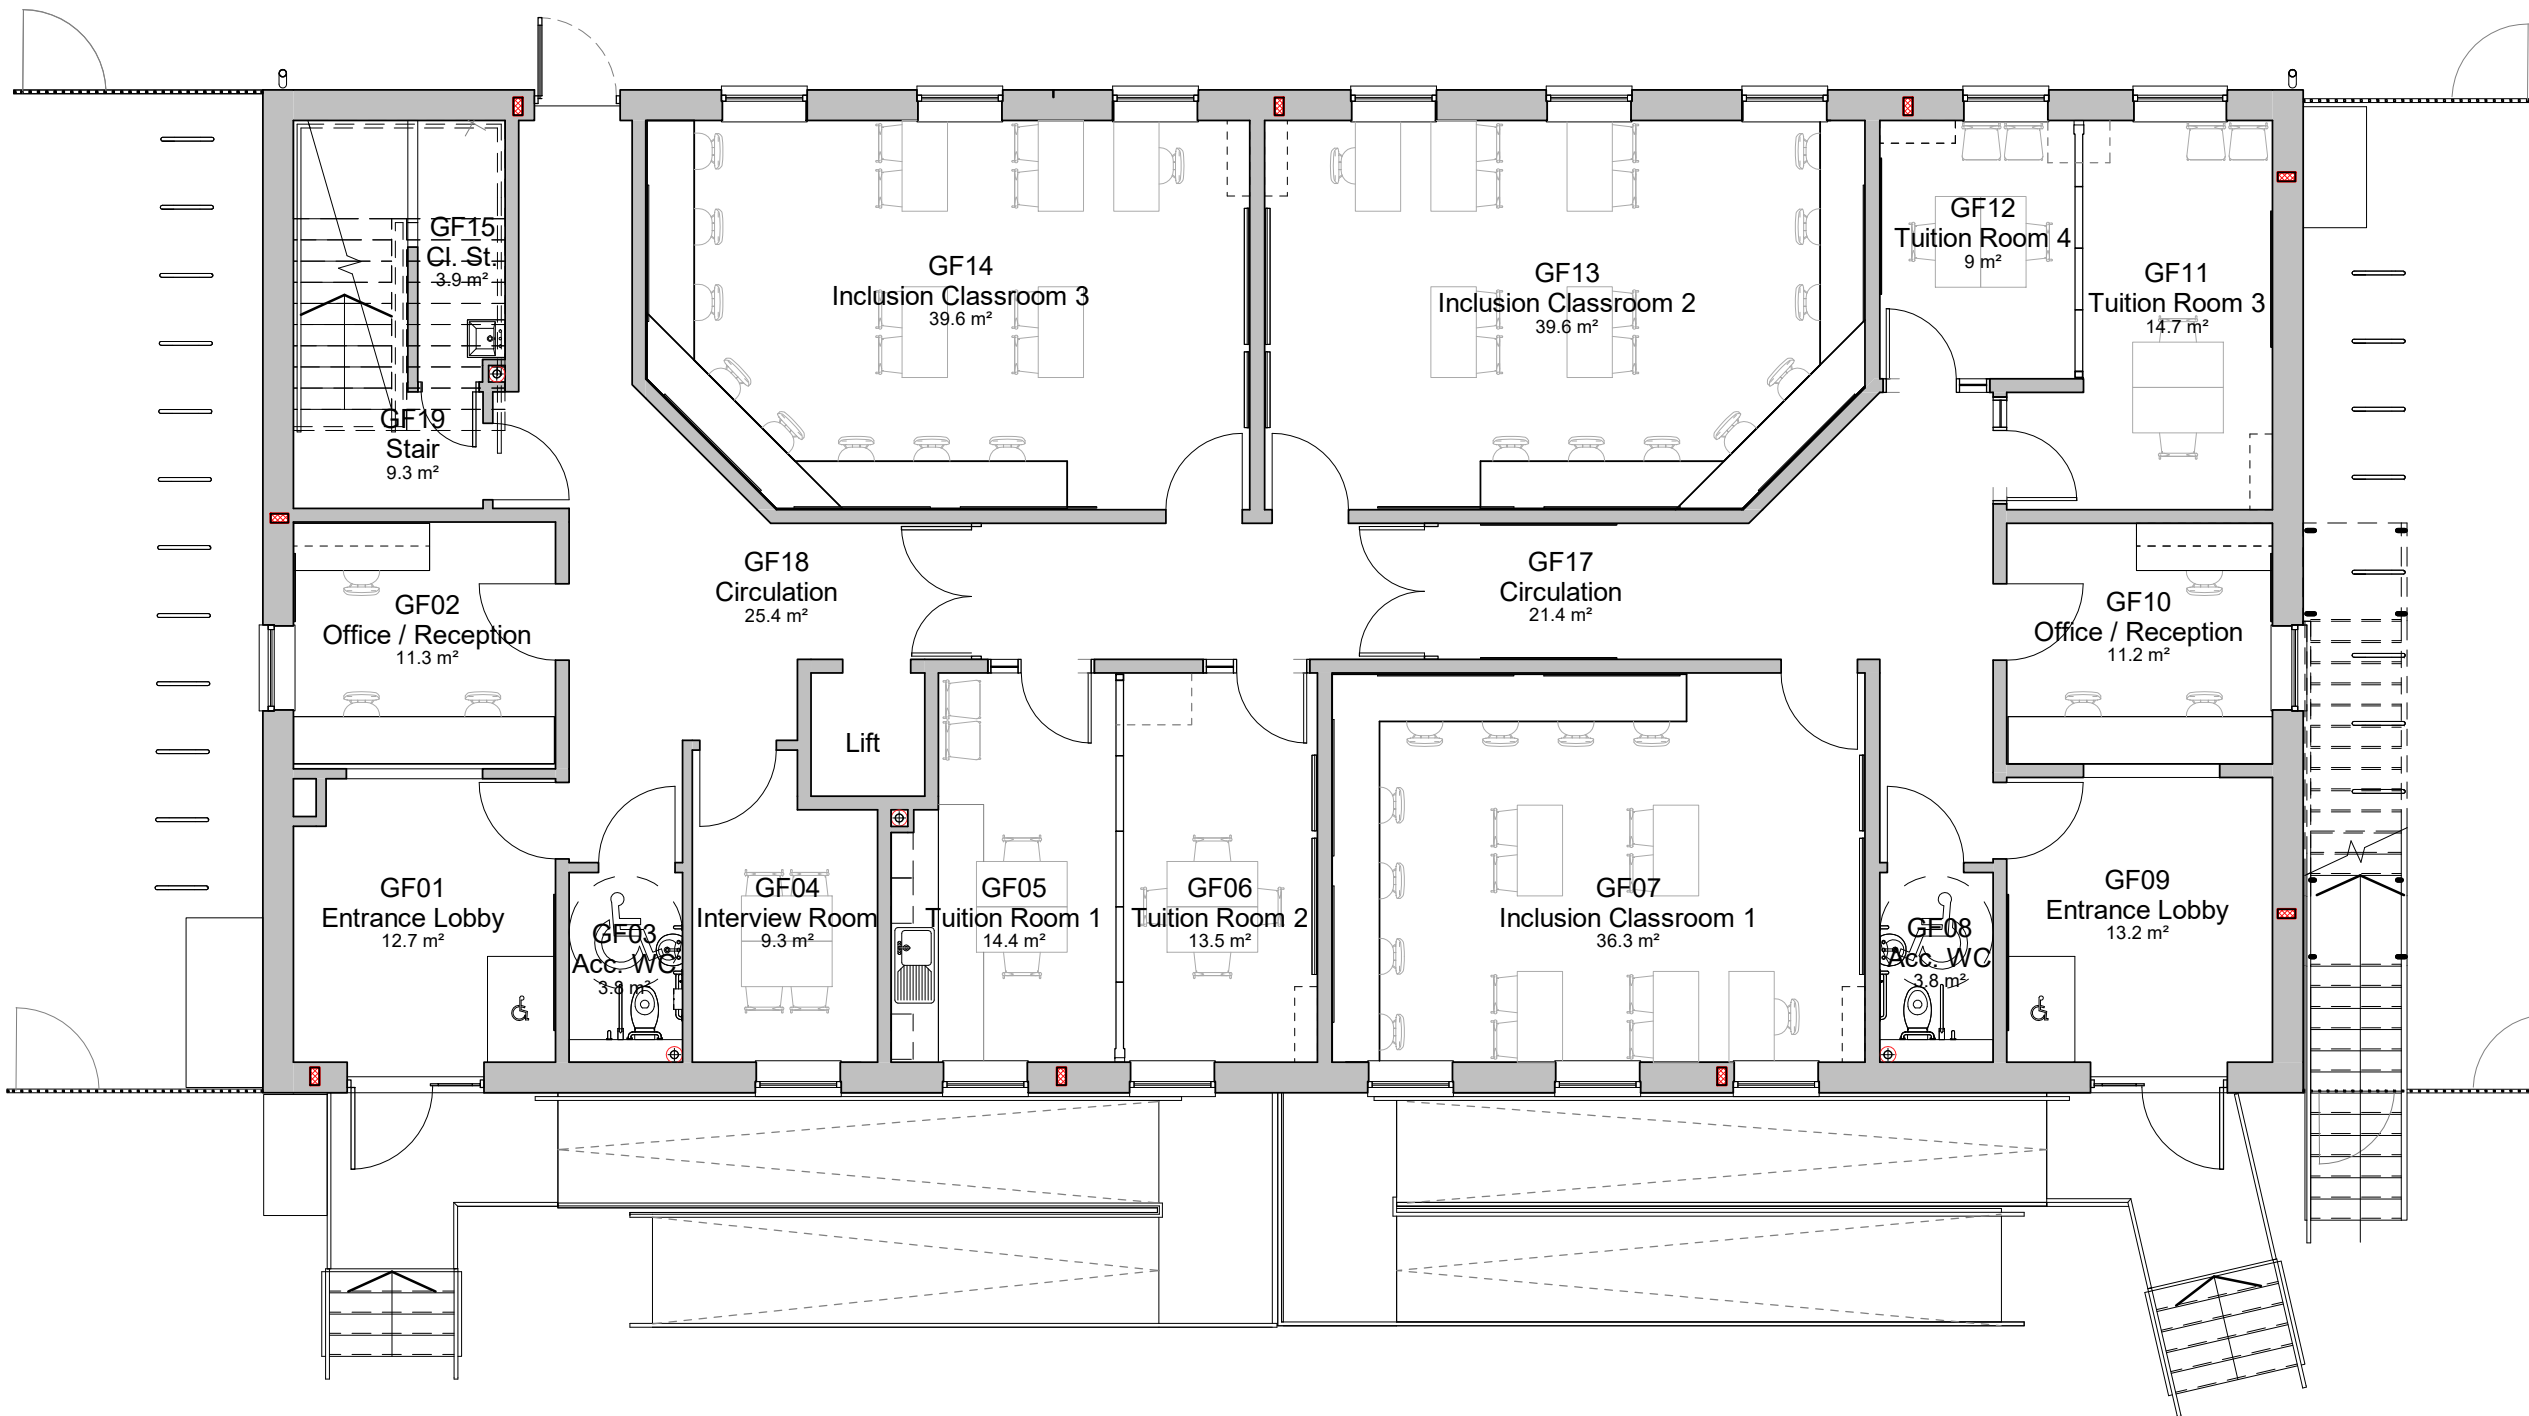 GF15
Cl. St.
3.9 m²
GF14
Inclusion Classroom 3
39.6 m²
GF13
Inclusion Classroom 2
39.6 m²
GF12
Tuition Room 4
9 m²
GF11
Tuition Room 3
14.7 m²
GF19
Stair
9.3 m²
GF02
Office / Reception
11.3 m²
GF18
Circulation
25.4 m²
GF17
Circulation
21.4 m²
GF10
Office / Reception
11.2 m²
Lift
GF01
Entrance Lobby
12.7 m²
GF03
Acc. WC
3.8 m²
GF04
Interview Room
9.3 m²
GF05
Tuition Room 1
14.4 m²
GF06
Tuition Room 2
13.5 m²
GF07
Inclusion Classroom 1
36.3 m²
GF08
Acc. WC
3.8 m²
GF09
Entrance Lobby
13.2 m²